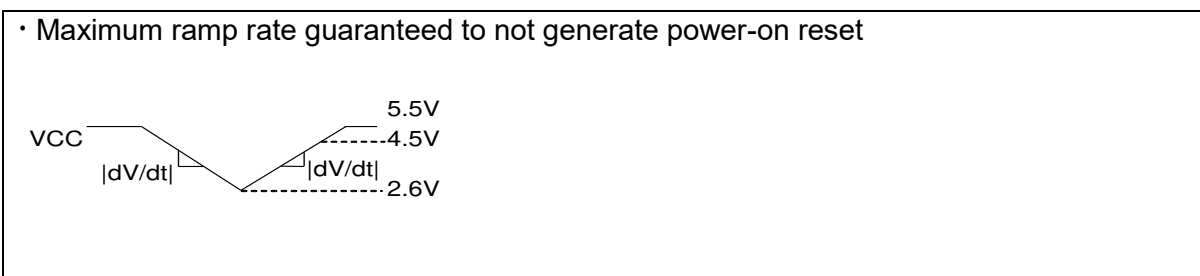 ・Maximum ramp rate guaranteed to not generate power-on reset
5.5V
VCC
4.5V
|dV/dt|
|dV/dt|
2.6V